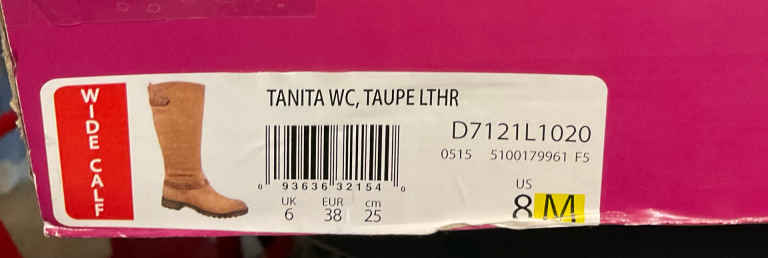 WIDE CALF
TANITA WC, TAUPE LTHR
D7121L1020
0515 5100179961 F5
0 93636 32154 0
UK EUR cm
6 38 25
US
8 M